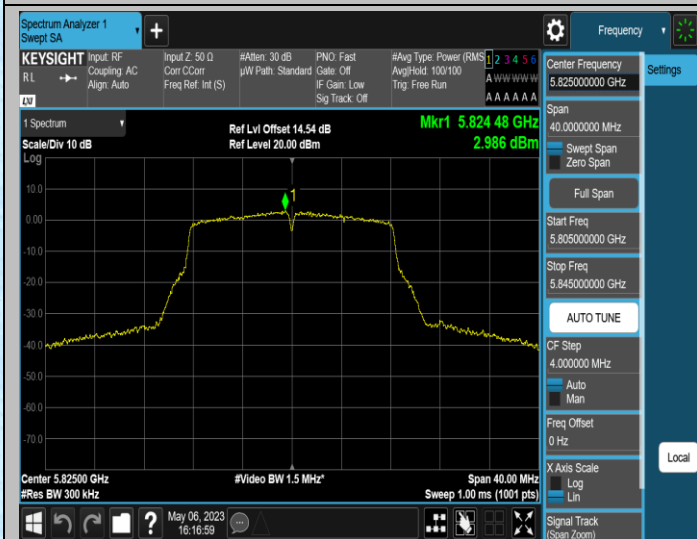 Spectrum Analyzer 1
Swept SA
Frequency
KEYSIGHT
R L
LXI
Input: RF
Coupling: AC
Align: Auto
Input Z: 50 Ω
Corr CCorr
Freq Ref: Int (S)
#Atten: 30 dB
µW Path: Standard
PNO: Fast
Gate: Off
IF Gain: Low
Sig Track: Off
#Avg Type: Power (RMS
Avg|Hold: 100/100
Trig: Free Run
1 2 3 4 5 6
A W W W W W
A A A A A A
1 Spectrum
Scale/Div 10 dB
Log
Ref Lvl Offset 14.54 dB
Ref Level 20.00 dBm
Mkr1 5.824 48 GHz
2.986 dBm
10.0
0.00
-10.0
-20.0
-30.0
-40.0
-50.0
-60.0
-70.0
1
Center 5.82500 GHz
#Res BW 300 kHz
#Video BW 1.5 MHz*
Span 40.00 MHz
Sweep 1.00 ms (1001 pts)
May 06, 2023
16:16:59
?
Center Frequency
5.825000000 GHz
Span
40.0000000 MHz
Swept Span
Zero Span
Full Span
Start Freq
5.805000000 GHz
Stop Freq
5.845000000 GHz
AUTO TUNE
CF Step
4.000000 MHz
Auto
Man
Freq Offset
0 Hz
X Axis Scale
Log
Lin
Signal Track
(Span Zoom)
Settings
Local